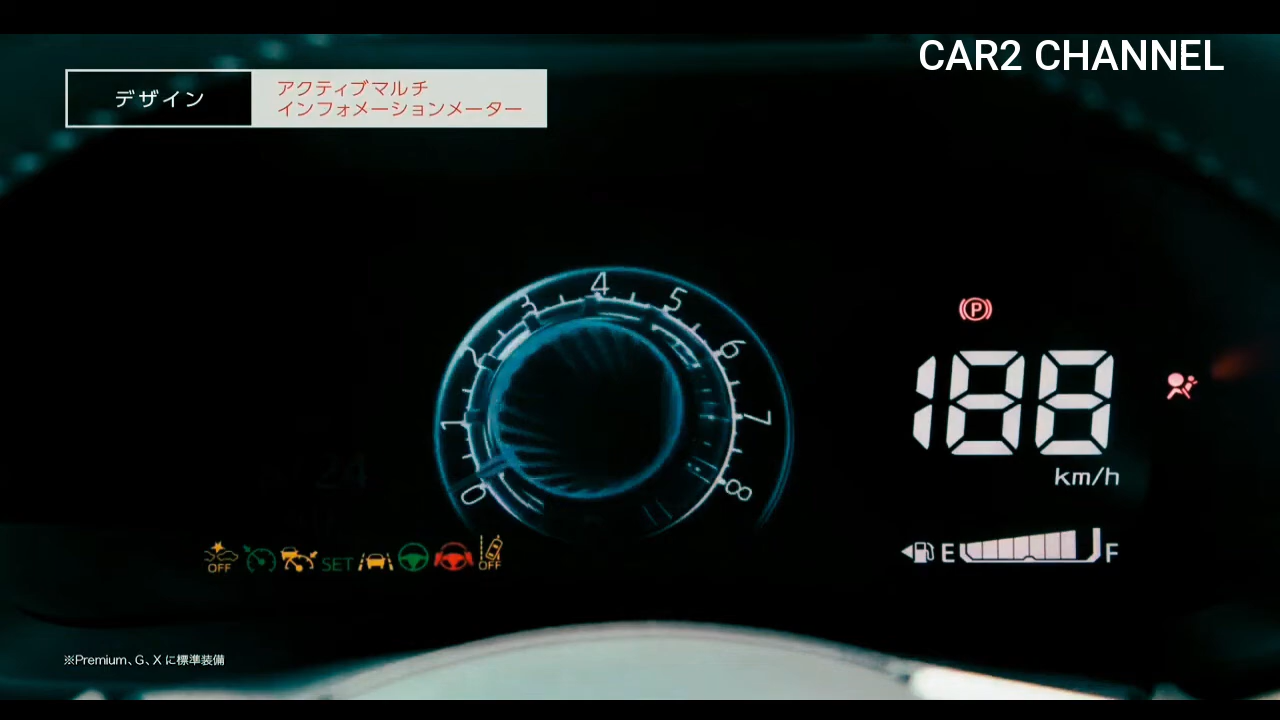 CAR2 CHANNEL
デザイン
アクティブマルチ
インフォメーションメーター
4
3
5
2
6
1
7
0
8
P
188
km/h
E
F
OFF
SET
OFF
※Premium、G、Xに標準装備